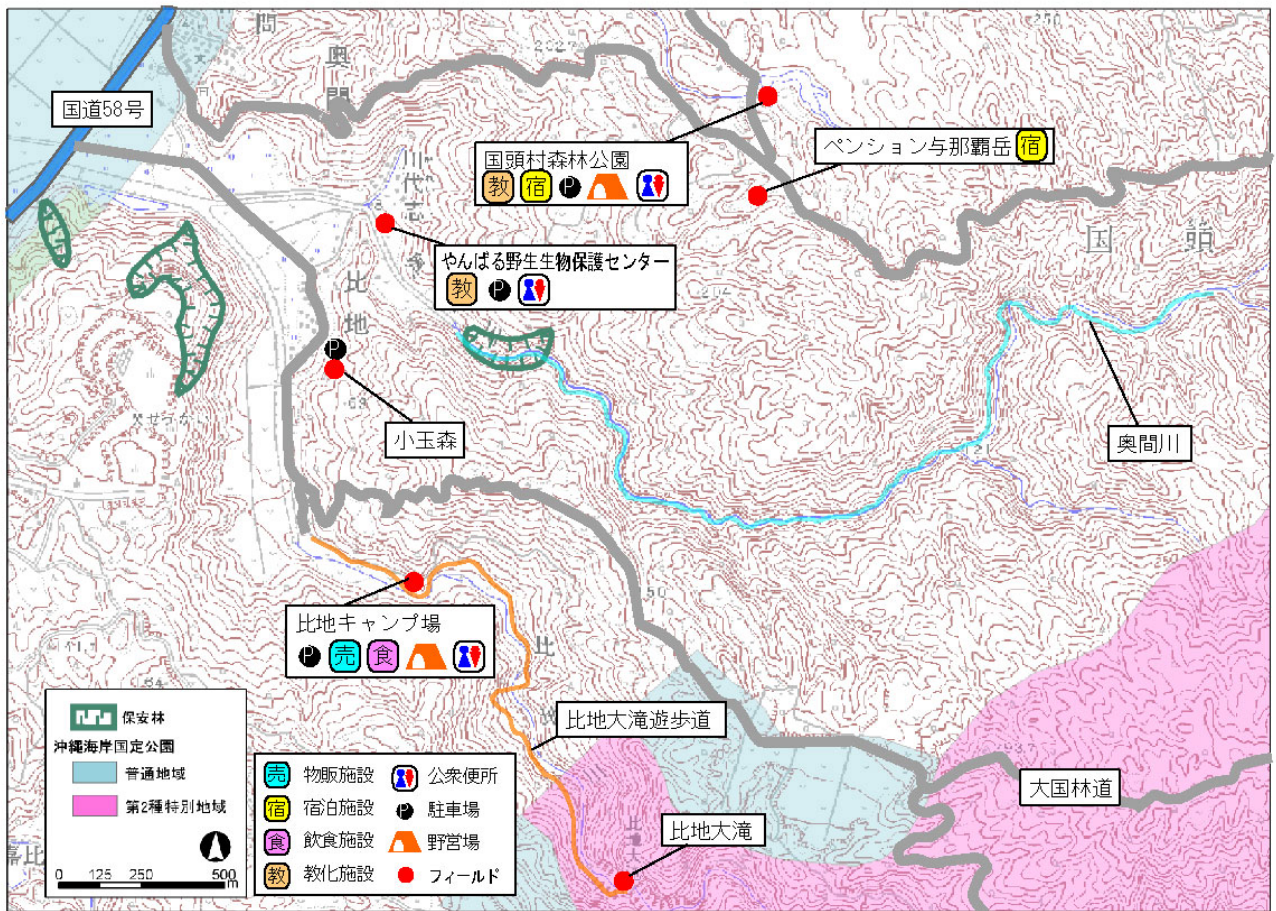 国道58号
奥間
間
川代志嘉
比地
国頭村森林公園
教 宿 P
ペンション与那覇岳 宿
やんばる野生生物保護センター
教 P
国頭
P
小玉森
奥間川
比地キャンプ場
P 売 食
50
比地大滝遊歩道
大国林道
比地大滝
保安林
沖縄海岸国定公園
普通地域
第2種特別地域
0 125 250 500
m
売 物販施設 公衆便所
宿 宿泊施設 P 駐車場
食 飲食施設 野営場
教 教化施設 フィールド